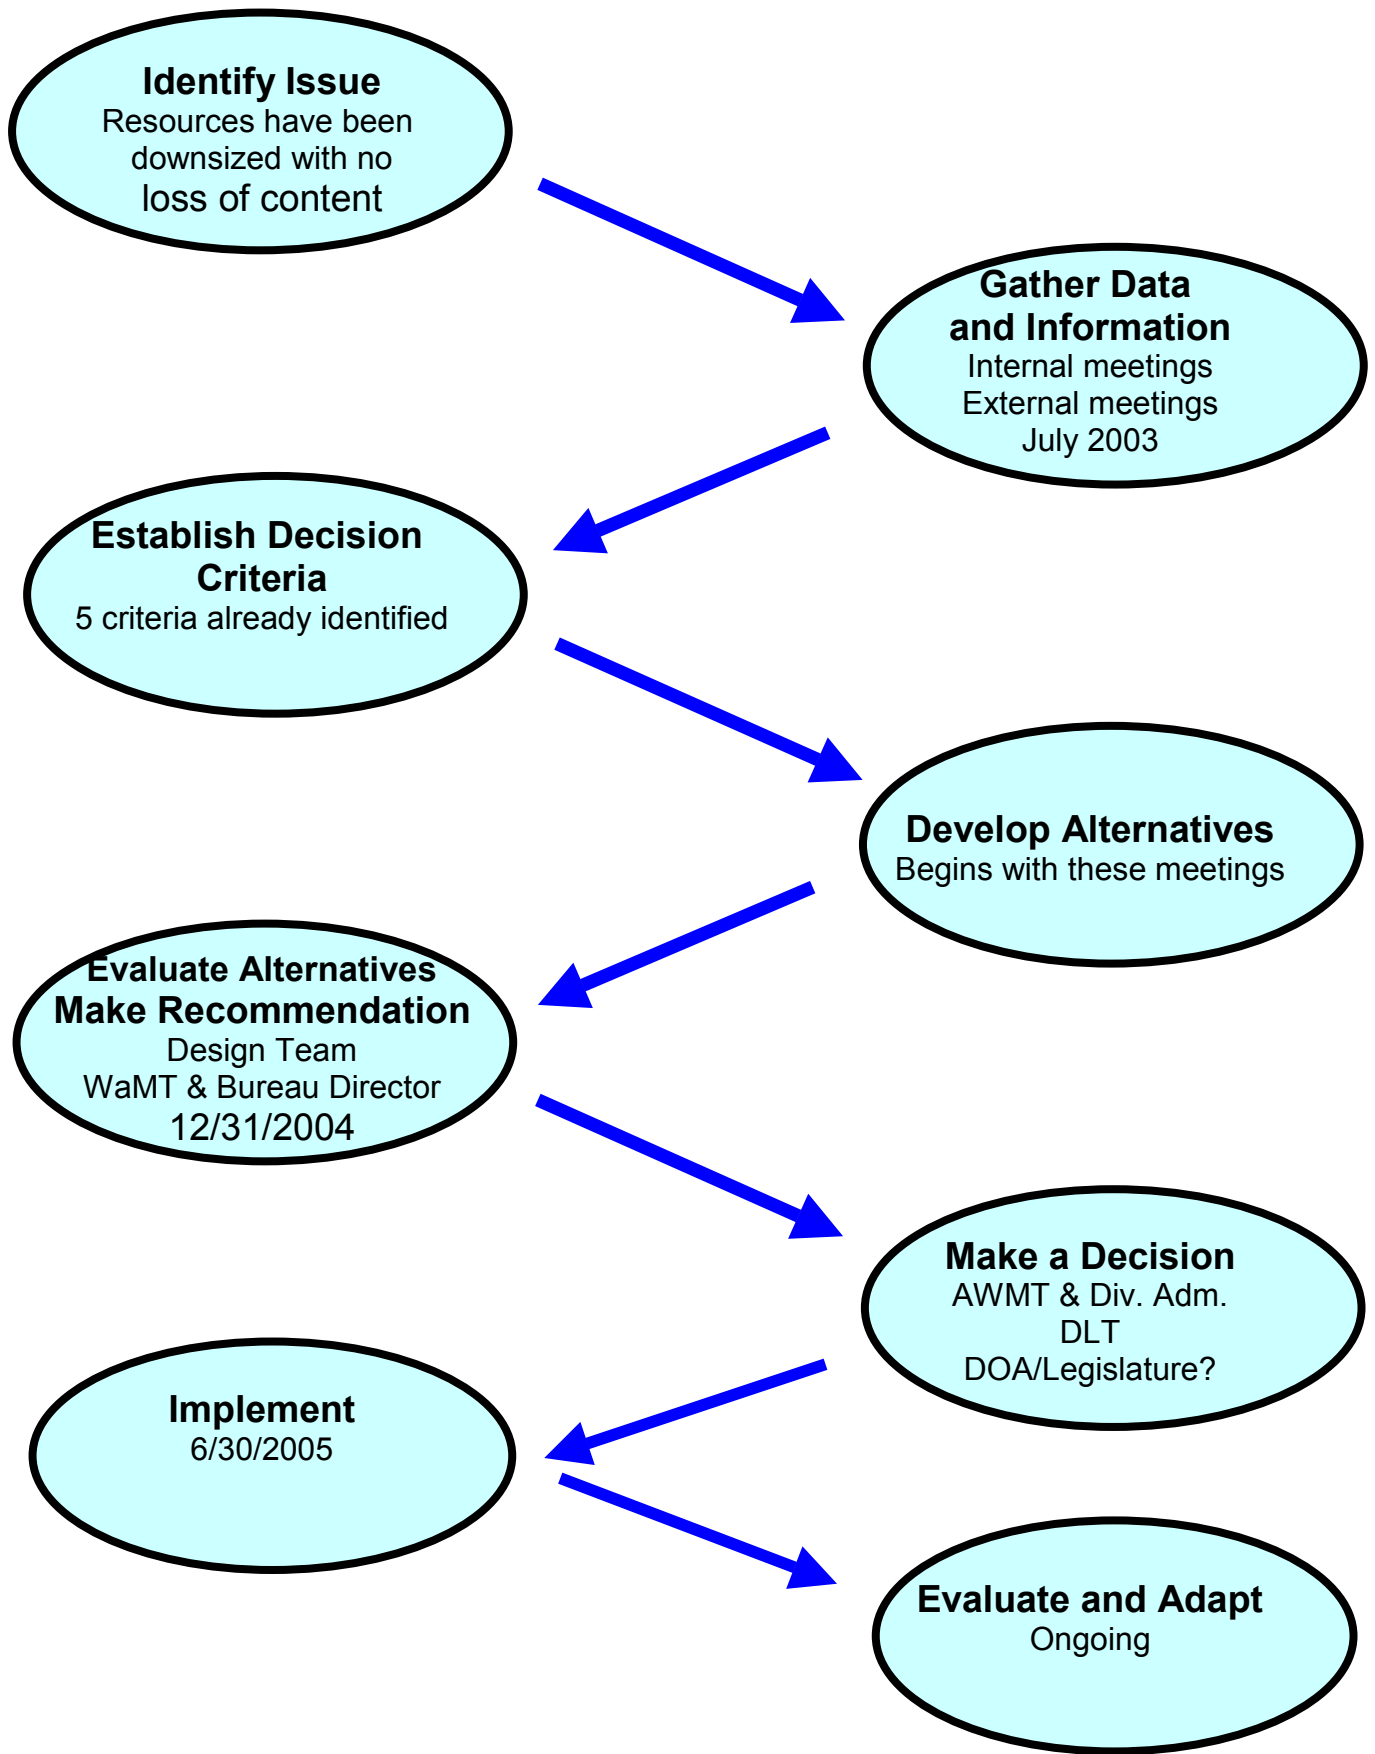 Identify Issue
Resources have been
downsized with no
loss of content
Gather Data
and Information
Internal meetings
External meetings
July 2003
Establish Decision
Criteria
5 criteria already identified
Develop Alternatives
Begins with these meetings
Evaluate Alternatives
Make Recommendation
Design Team
WaMT & Bureau Director
12/31/2004
Make a Decision
AWMT & Div. Adm.
DLT
DOA/Legislature?
Implement
6/30/2005
Evaluate and Adapt
Ongoing